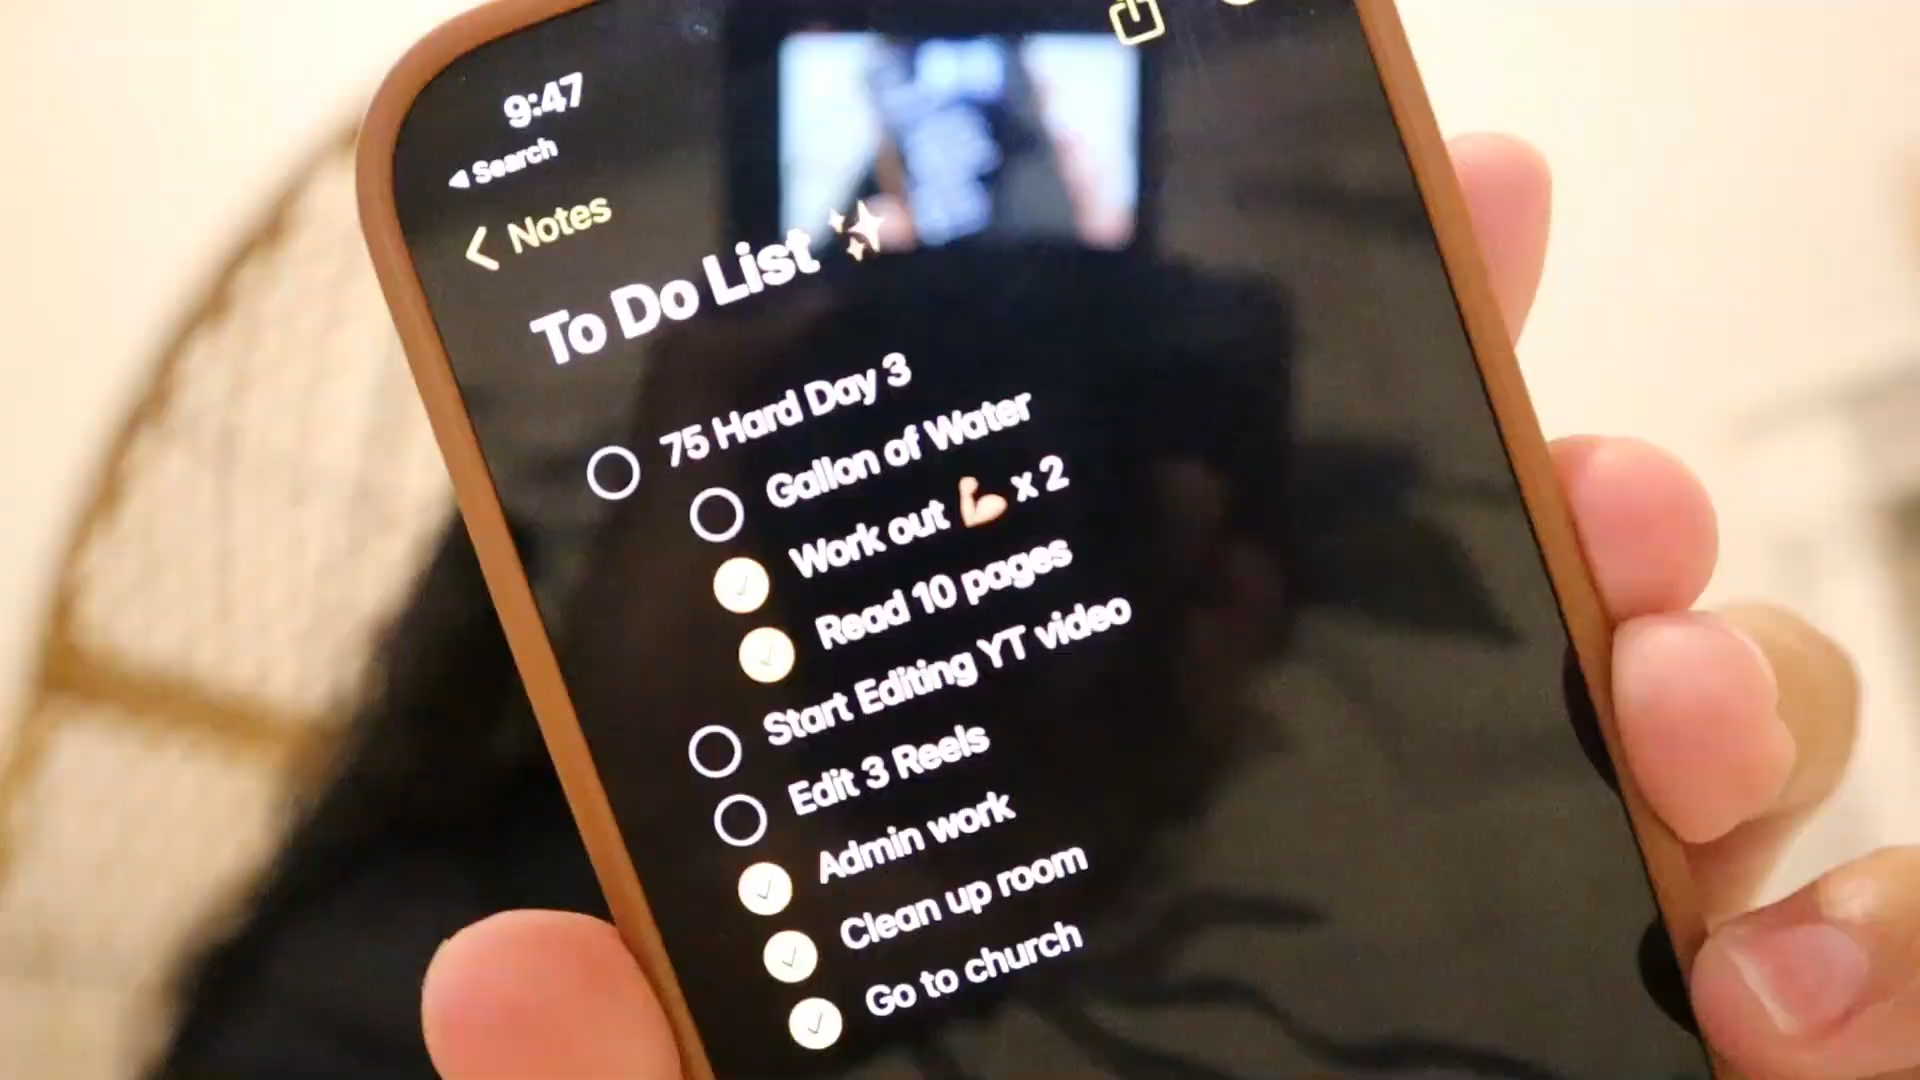 9:47
◀ Search
Notes
To Do List ✨
75 Hard Day 3
Gallon of Water
Work out 💪🏻 x 2
Read 10 pages
Start Editing YT video
Edit 3 Reels
Admin work
Clean up room
Go to church